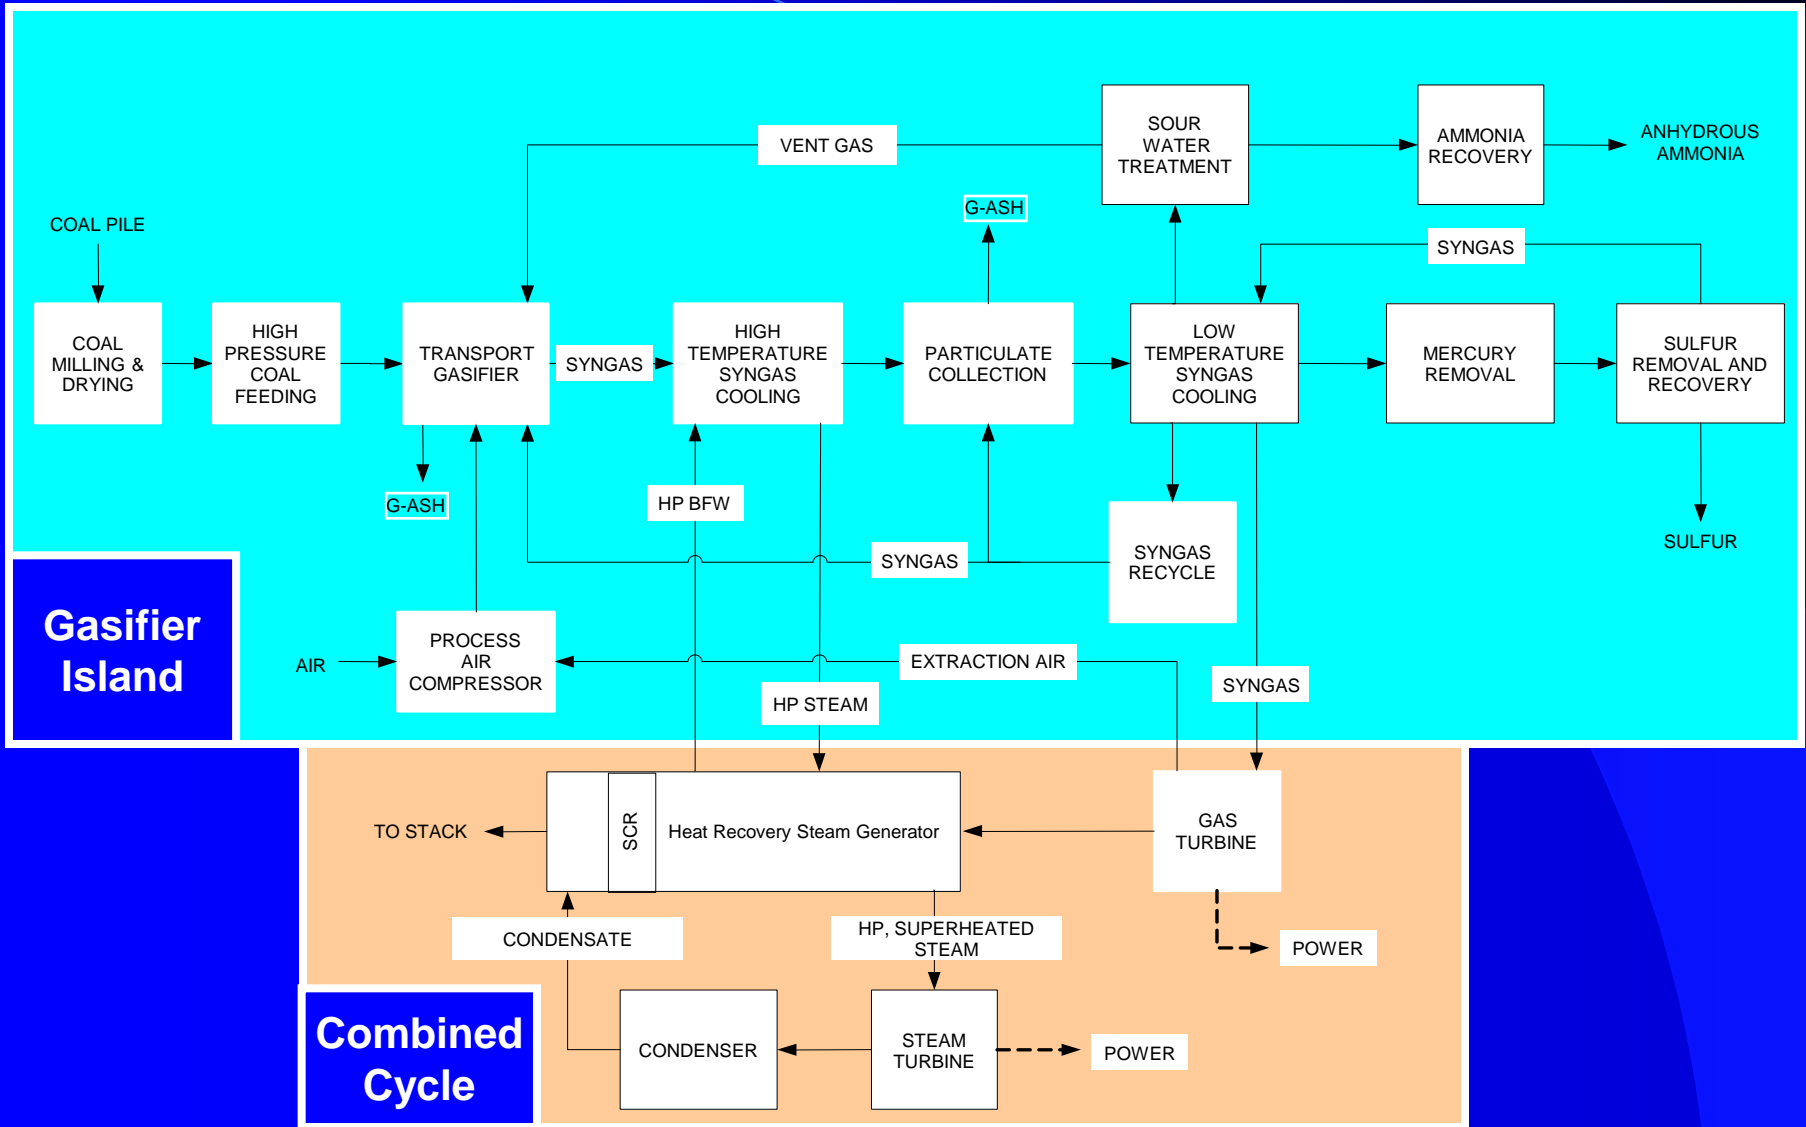 SOUR
WATER
TREATMENT
AMMONIA
RECOVERY
ANHYDROUS
AMMONIA
VENT GAS
G-ASH
COAL PILE
SYNGAS
COAL
MILLING &
DRYING
HIGH
PRESSURE
COAL
FEEDING
TRANSPORT
GASIFIER
SYNGAS
HIGH
TEMPERATURE
SYNGAS
COOLING
PARTICULATE
COLLECTION
LOW
TEMPERATURE
SYNGAS
COOLING
MERCURY
REMOVAL
SULFUR
REMOVAL AND
RECOVERY
G-ASH
HP BFW
SYNGAS
SYNGAS
RECYCLE
SULFUR
Gasifier
Island
AIR
PROCESS
AIR
COMPRESSOR
EXTRACTION AIR
HP STEAM
SYNGAS
TO STACK
SCR
Heat Recovery Steam Generator
GAS
TURBINE
CONDENSATE
HP, SUPERHEATED
STEAM
POWER
Combined
Cycle
CONDENSER
STEAM
TURBINE
POWER